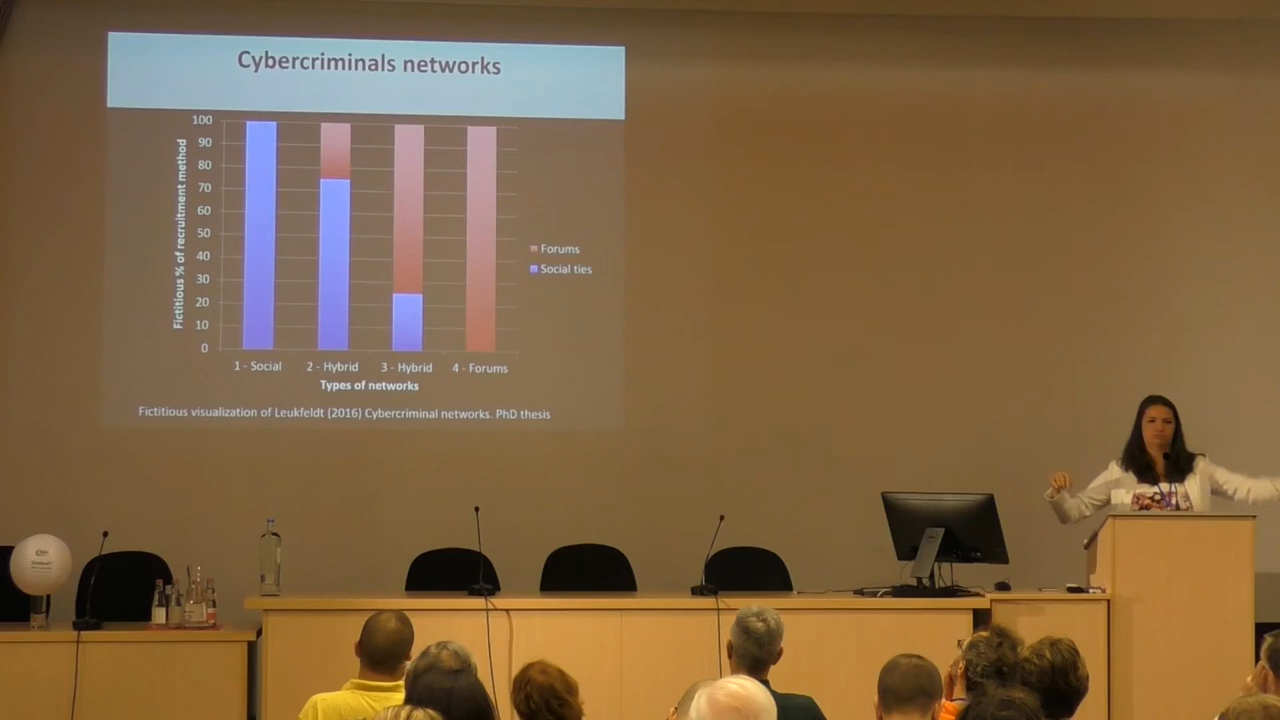 Cybercriminals networks
Fictitious % of recruitment method
100
90
80
70
60
50
40
30
20
10
0
Forums
Social ties
1 - Social
2 - Hybrid
3 - Hybrid
4 - Forums
Types of networks
Fictitious visualization of Leukfeldt (2016) Cybercriminal networks. PhD thesis